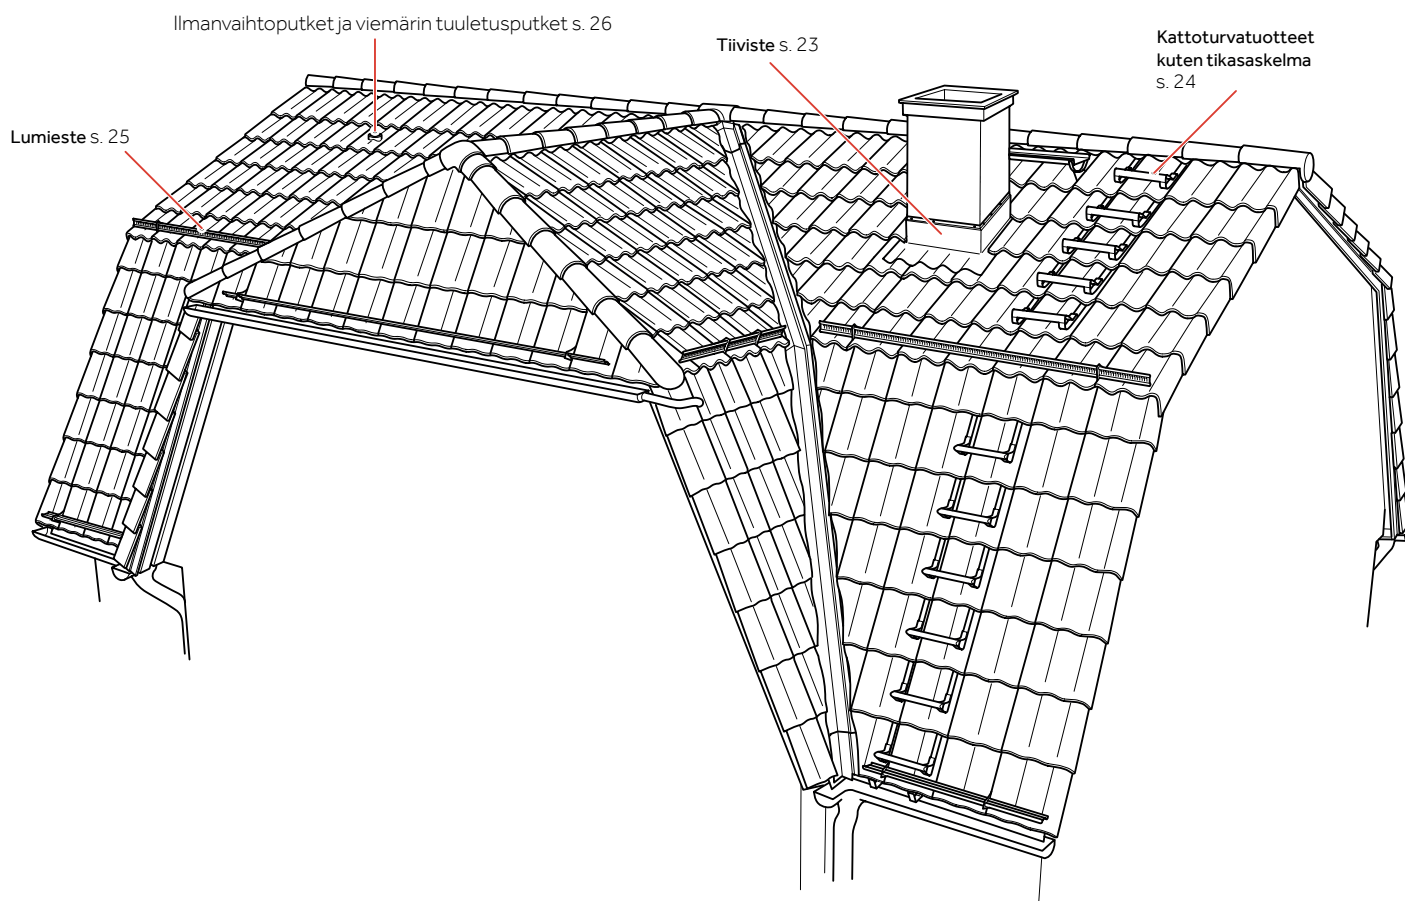 Ilmanvaihtoputket ja viemärin tuuletusputket s. 26
Tiiviste s. 23
Kattoturvatuotteet
kuten tikasaskelma
s. 24
Lumieste s. 25